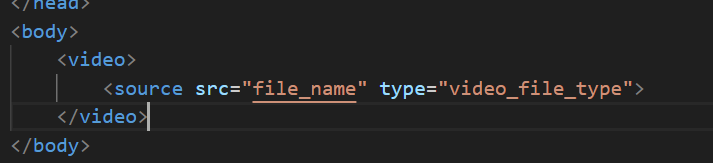 </head>
<body>
<video>
<source src="file_name" type="video_file_type">
</video>
</body>